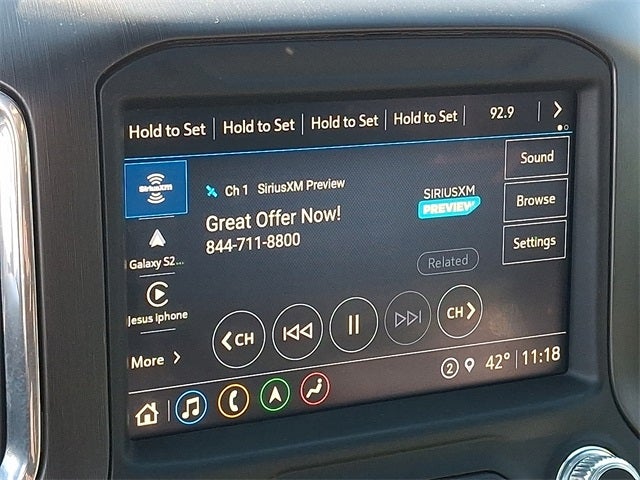 Hold to Set Hold to Set Hold to Set Hold to Set 92.9
SiriusXM
Ch 1 SiriusXM Preview
Great Offer Now!
844-711-8800
SIRIUSXM
PREVIEW
Related
Sound
Browse
Settings
Galaxy S2...
Jesus iphone
More
CH
CH
2 42° 11:18